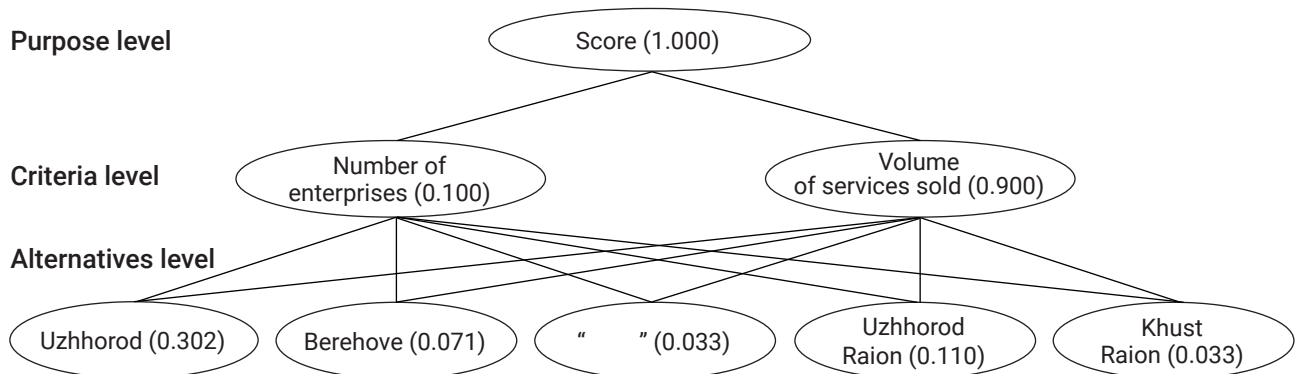 Purpose level
Score (1.000)
Criteria level
Number of
enterprises (0.100)
Volume
of services sold (0.900)
Alternatives level
Uzhhorod (0.302)
Berehove (0.071)
“ ” (0.033)
Uzhhorod
Raion (0.110)
Khust
Raion (0.033)